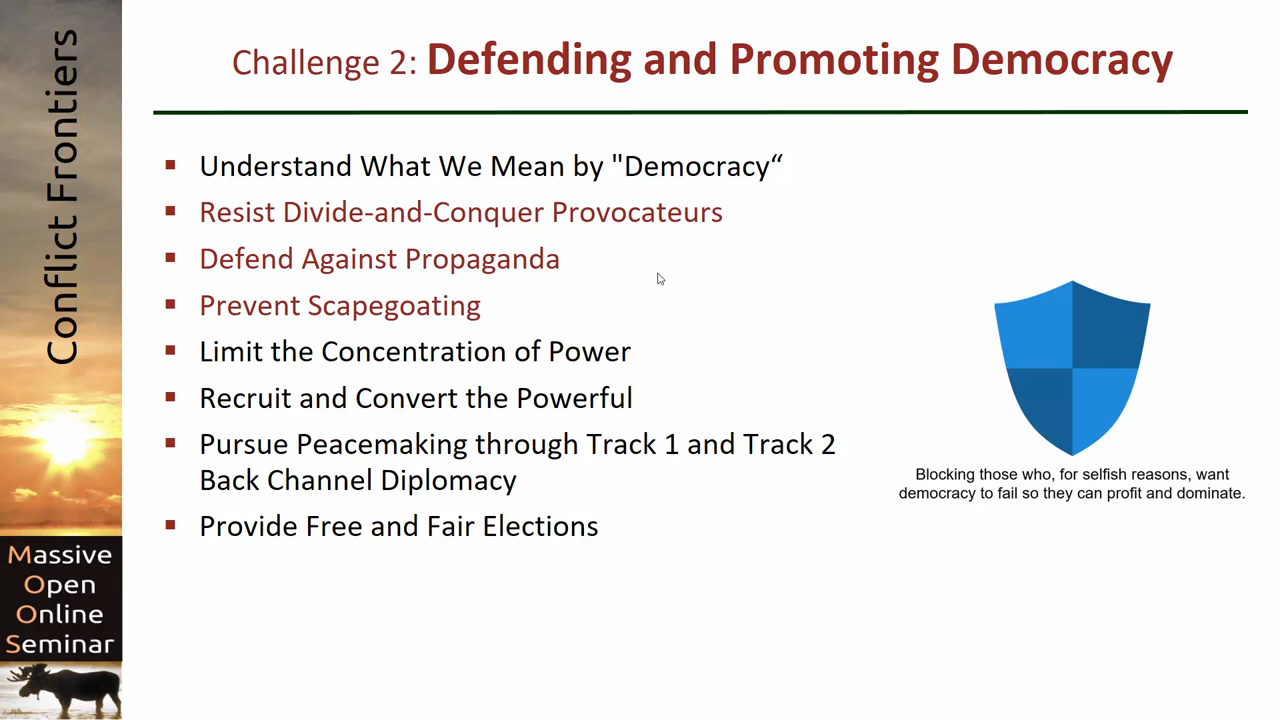 Conflict Frontiers
Massive
Open
Online
Seminar
Challenge 2: Defending and Promoting Democracy
Understand What We Mean by "Democracy“
Resist Divide-and-Conquer Provocateurs
Defend Against Propaganda
Prevent Scapegoating
Limit the Concentration of Power
Recruit and Convert the Powerful
Pursue Peacemaking through Track 1 and Track 2
Back Channel Diplomacy
Provide Free and Fair Elections
Blocking those who, for selfish reasons, want
democracy to fail so they can profit and dominate.